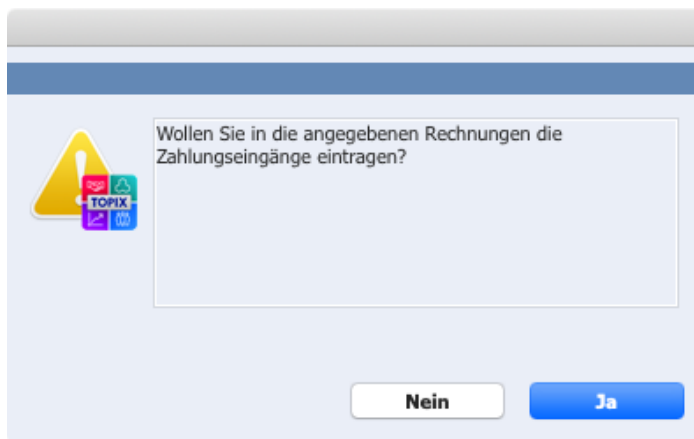 Wollen Sie in die angegebenen Rechnungen die
Zahlungseingänge eintragen?
TOPIX
Nein
Ja